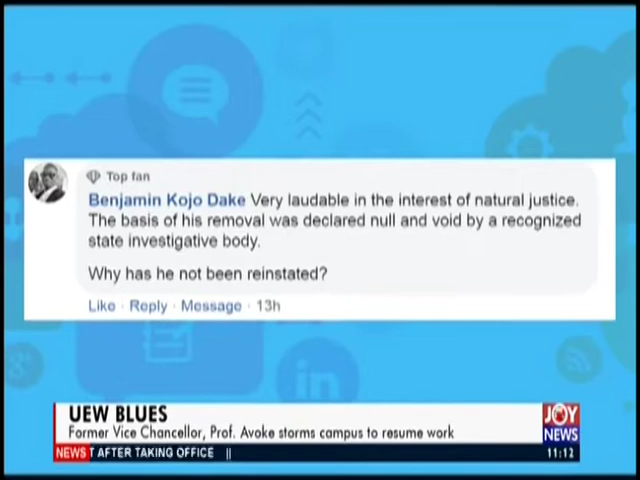 Top fan
Benjamin Kojo Dake Very laudable in the interest of natural justice.
The basis of his removal was declared null and void by a recognized
state investigative body.
Why has he not been reinstated?
Like · Reply · Message · 13h
in
UEW BLUES
Former Vice Chancellor, Prof. Avoke storms campus to resume work
JOY
NEWS
NEWS T AFTER TAKING OFFICE ||
11:12